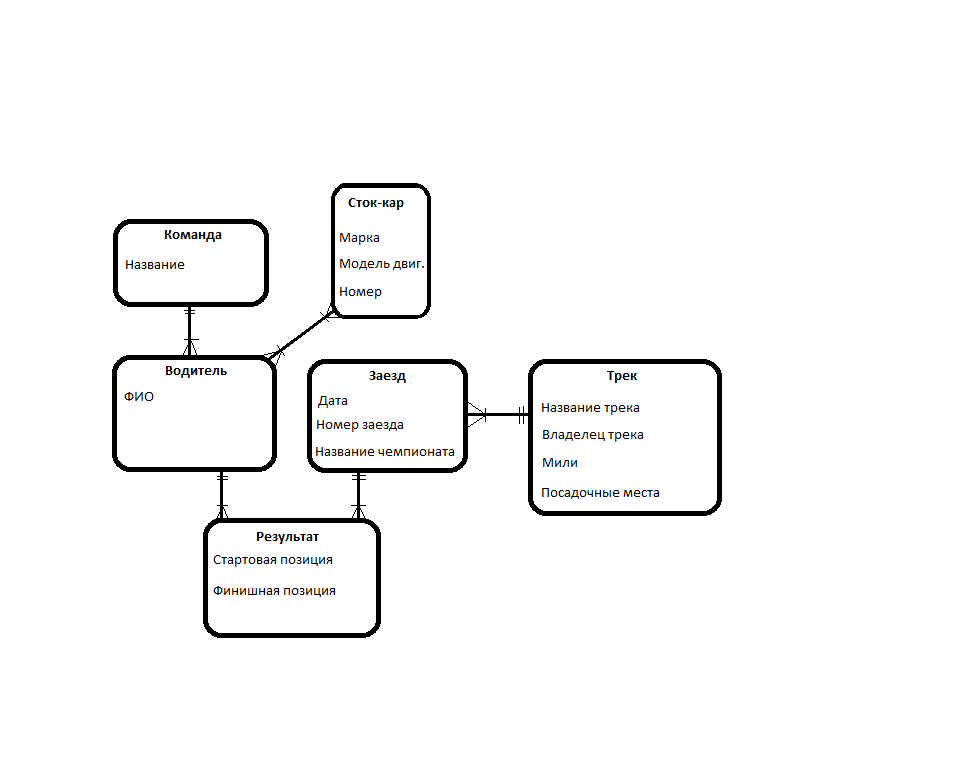 Сток-кар
Марка
Модель двиг.
Номер
Команда
Название
Водитель
ФИО
Заезд
Дата
Номер заезда
Название чемпионата
Трек
Название трека
Владелец трека
Мили
Посадочные места
Результат
Стартовая позиция
Финишная позиция